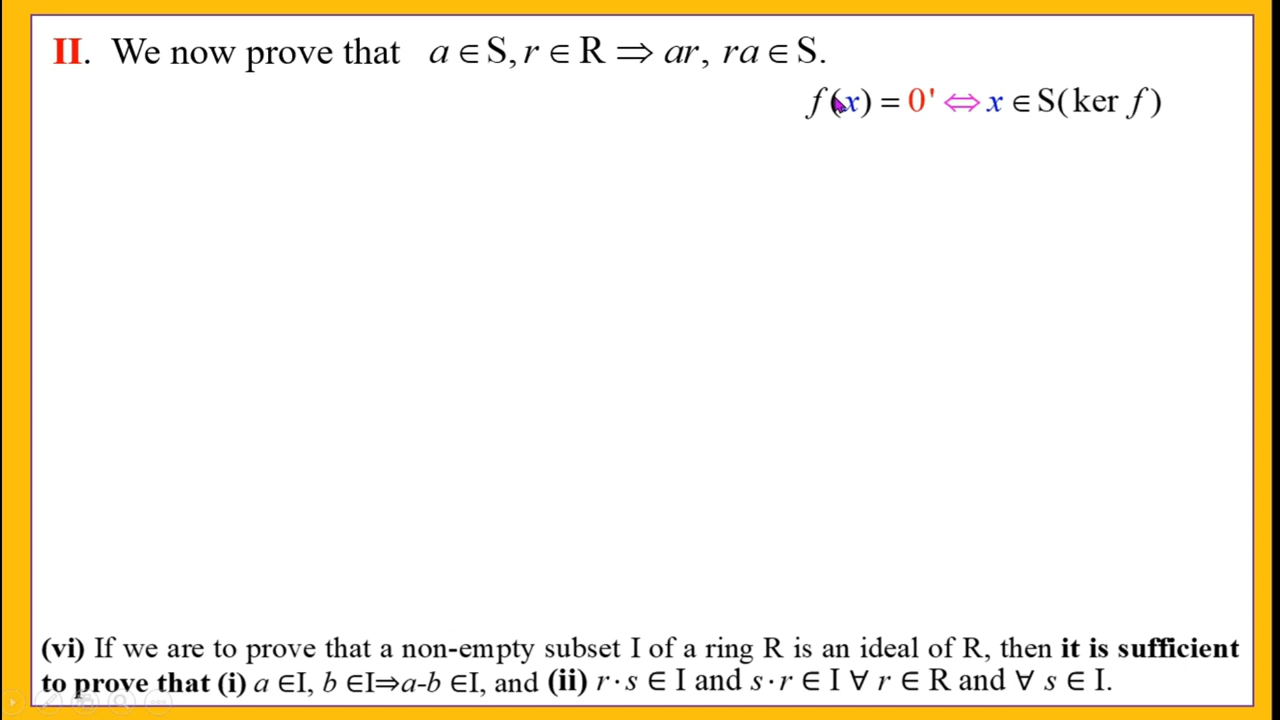 II. We now prove that a ∈ S, r ∈ R ⇒ ar, ra ∈ S.
f(x) = 0' ⇔ x ∈ S(ker f)
(vi) If we are to prove that a non-empty subset I of a ring R is an ideal of R, then it is sufficient
to prove that (i) a ∈I, b ∈I⇒a-b ∈I, and (ii) r·s ∈ I and s·r ∈ I ∀ r ∈ R and ∀ s ∈ I.